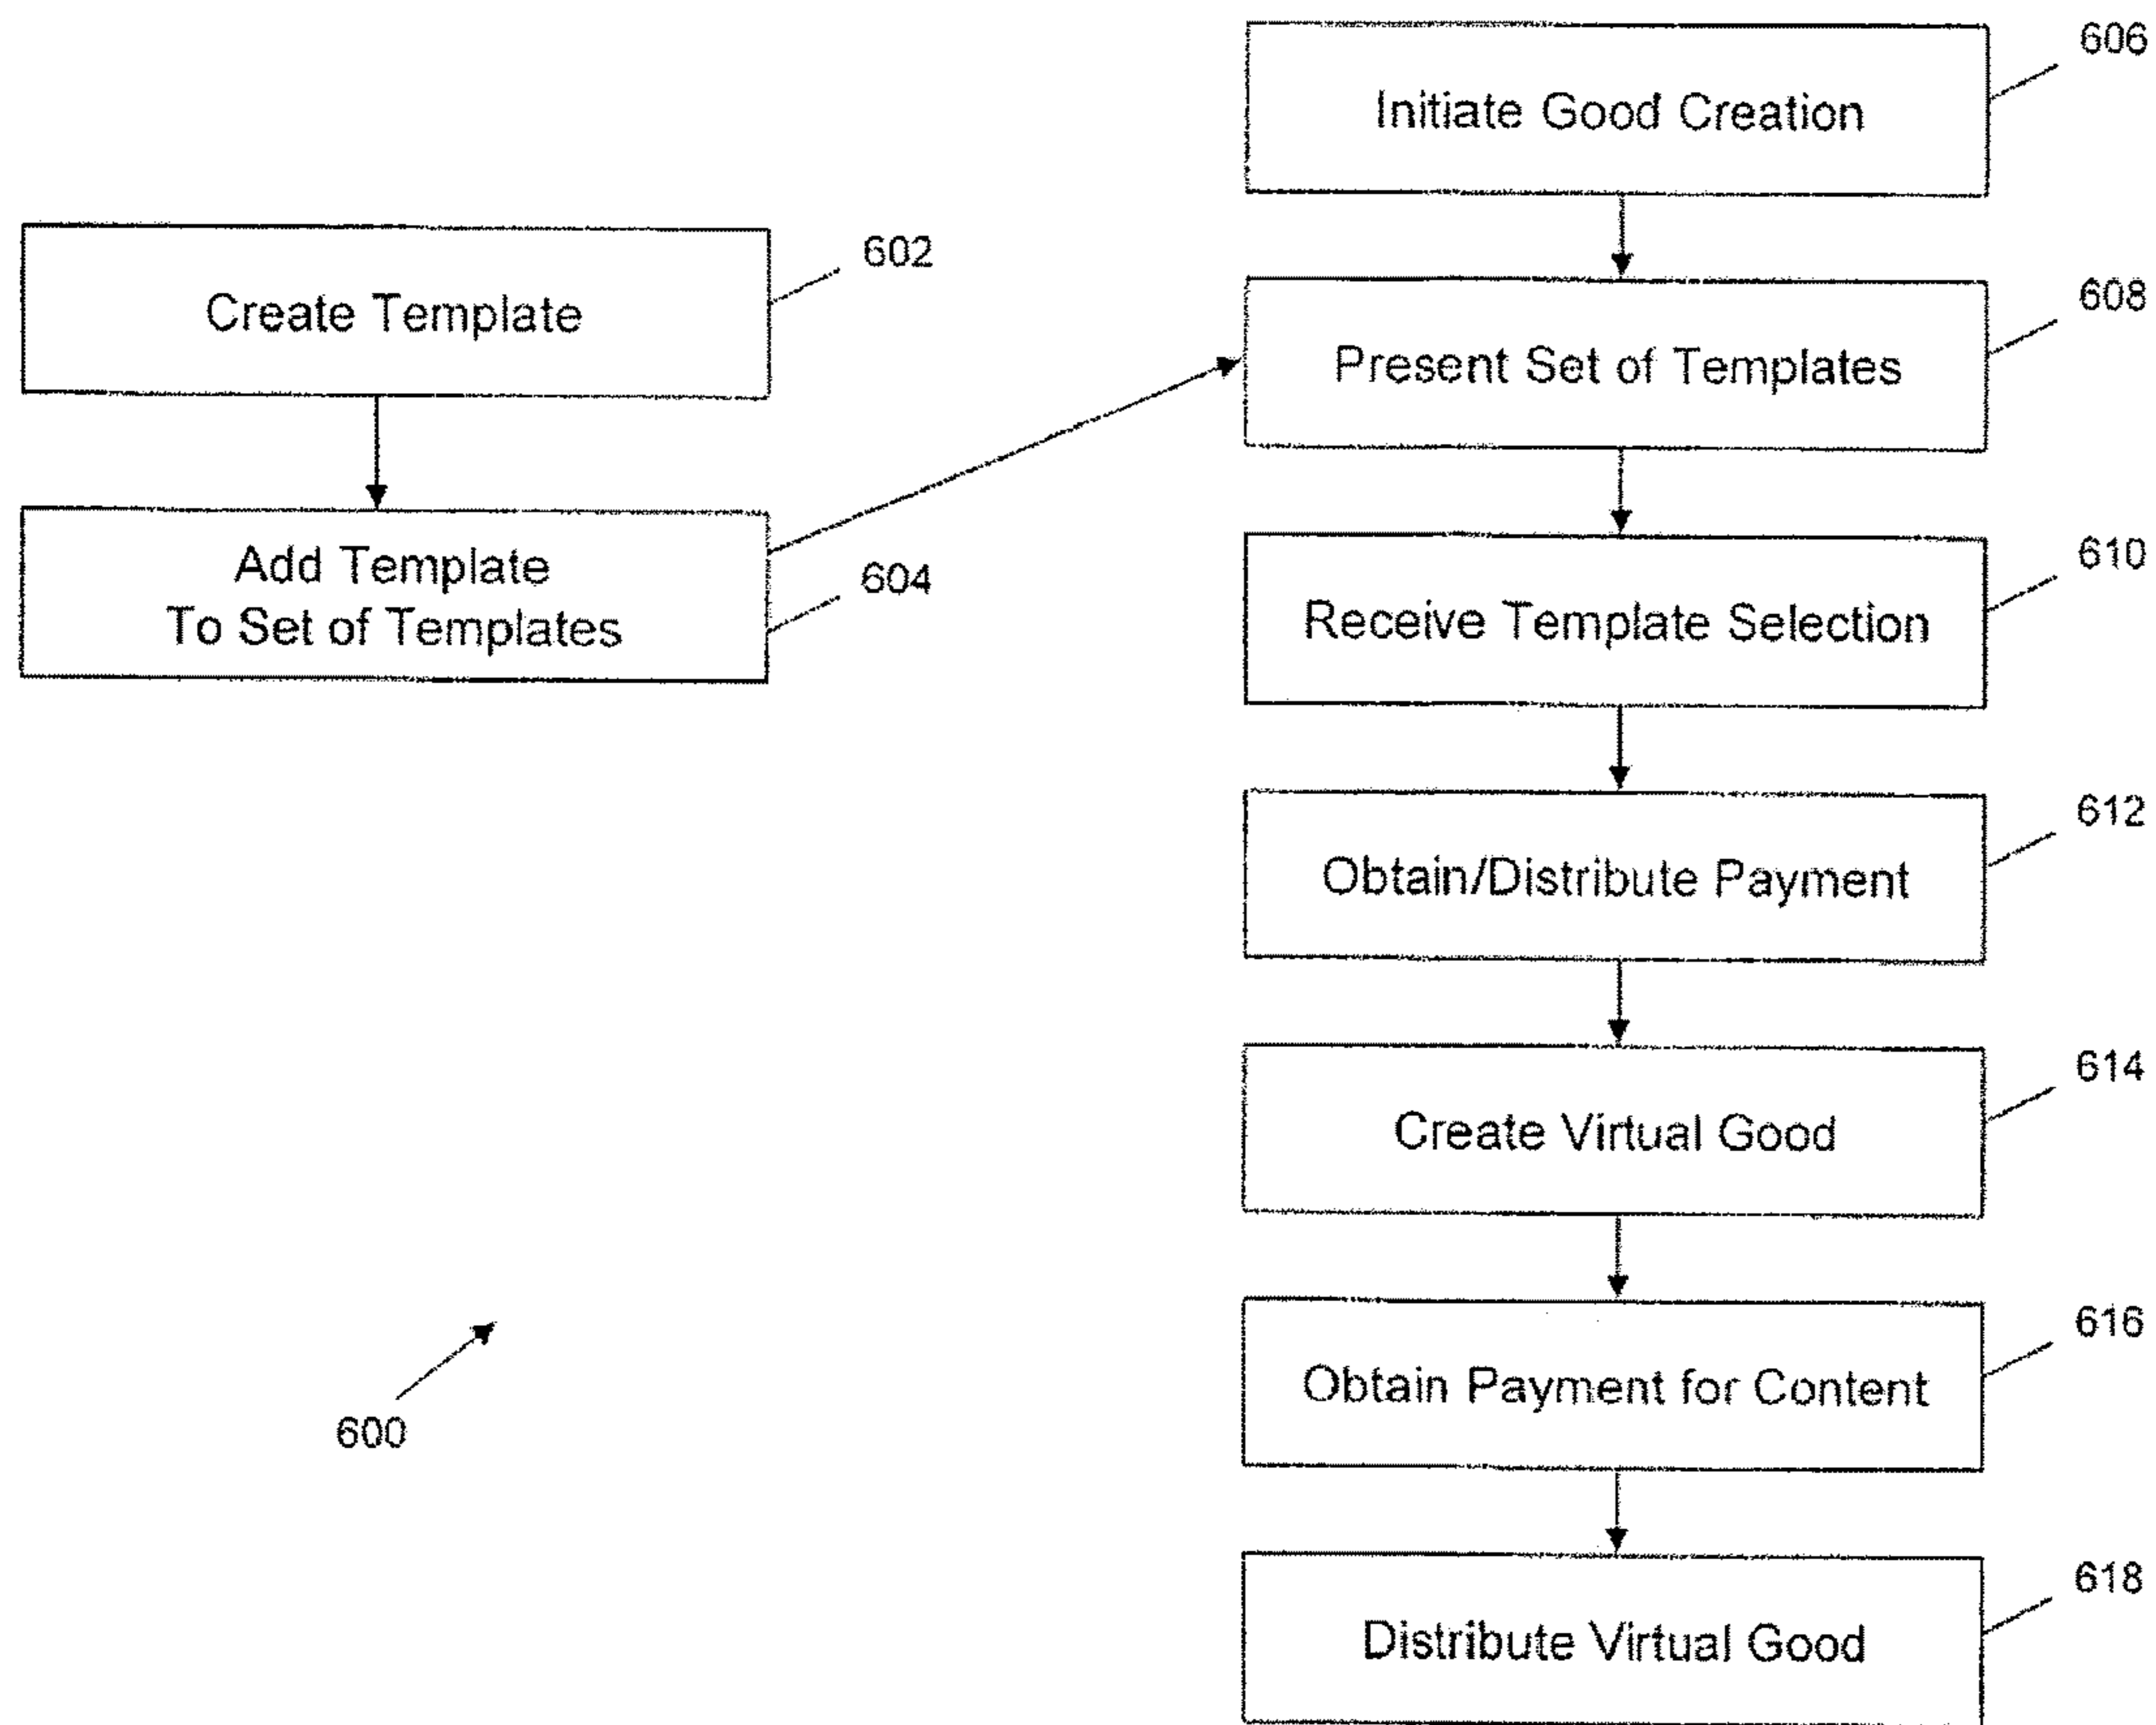 602
Create Template
Add Template
To Set of Templates
604
600
606
Initiate Good Creation
608
Present Set of Templates
610
Receive Template Selection
612
Obtain/Distribute Payment
614
Create Virtual Good
616
Obtain Payment for Content
618
Distribute Virtual Good